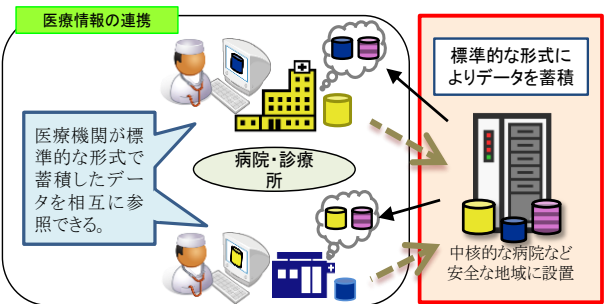 医療情報の連携
標準的な形式に
よりデータを蓄積
医療機関が標
準的な形式で
蓄積したデー
タを相互に参
照できる。
病院・診療
所
中核的な病院など
安全な地域に設置